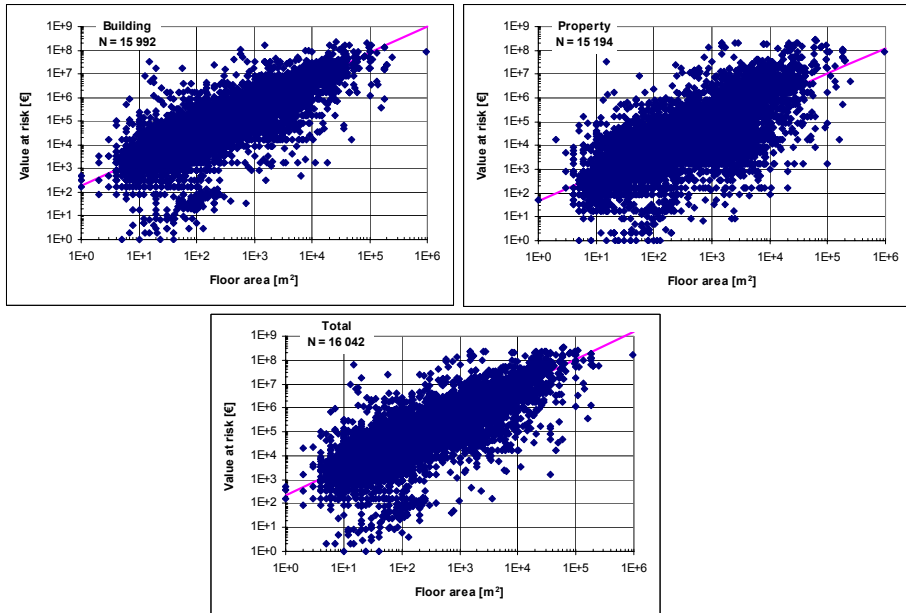 Building
N = 15 992
Value at risk [€]
1E+9
1E+8
1E+7
1E+6
1E+5
1E+4
1E+3
1E+2
1E+1
1E+0
1E+0 1E+1 1E+2 1E+3 1E+4 1E+5 1E+6
Floor area [m²]
Property
N = 15 194
Value at risk [€]
1E+9
1E+8
1E+7
1E+6
1E+5
1E+4
1E+3
1E+2
1E+1
1E+0
1E+0 1E+1 1E+2 1E+3 1E+4 1E+5 1E+6
Floor area [m²]
Total
N = 16 042
Value at risk [€]
1E+9
1E+8
1E+7
1E+6
1E+5
1E+4
1E+3
1E+2
1E+1
1E+0
1E+0 1E+1 1E+2 1E+3 1E+4 1E+5 1E+6
Floor area [m²]